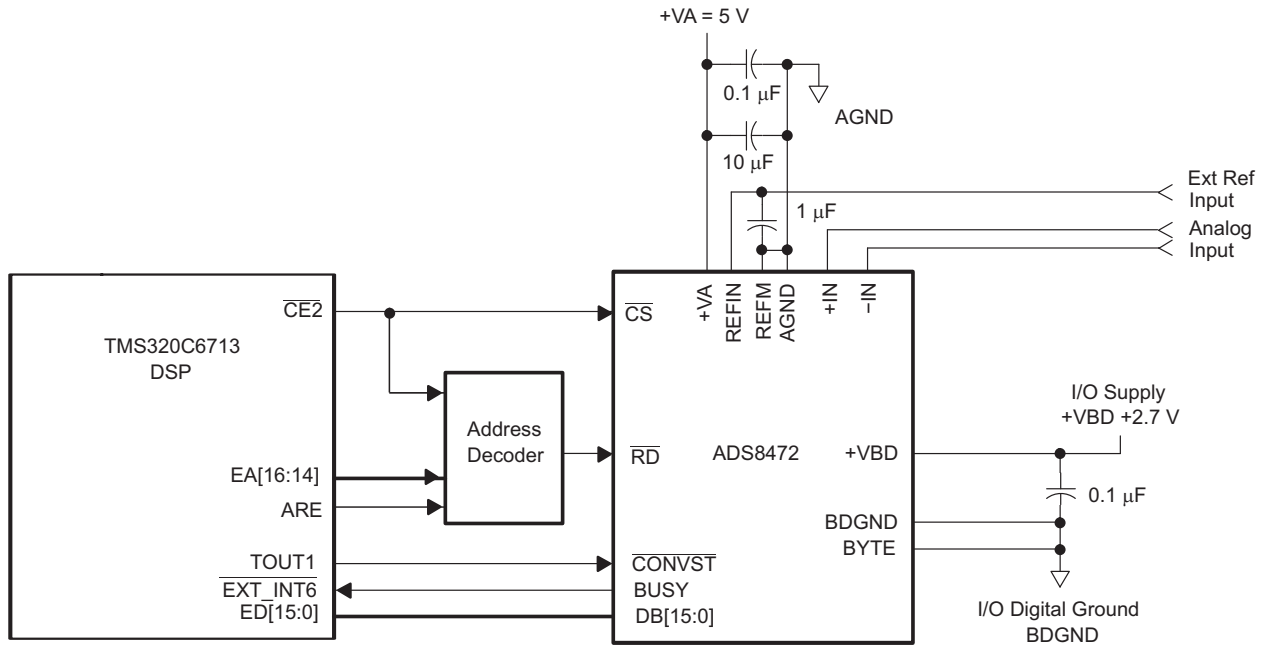 +VA = 5 V
0.1 μF
AGND
10 μF
Ext Ref
Input
1 μF
Analog
Input
CE2
CS
+VA
REFIN
REFM
AGND
+IN
−IN
TMS320C6713
DSP
I/O Supply
+VBD +2.7 V
Address
Decoder
RD
ADS8472
+VBD
EA[16:14]
0.1 μF
ARE
BDGND
BYTE
TOUT1
CONVST
EXT_INT6
BUSY
ED[15:0]
DB[15:0]
I/O Digital Ground
BDGND